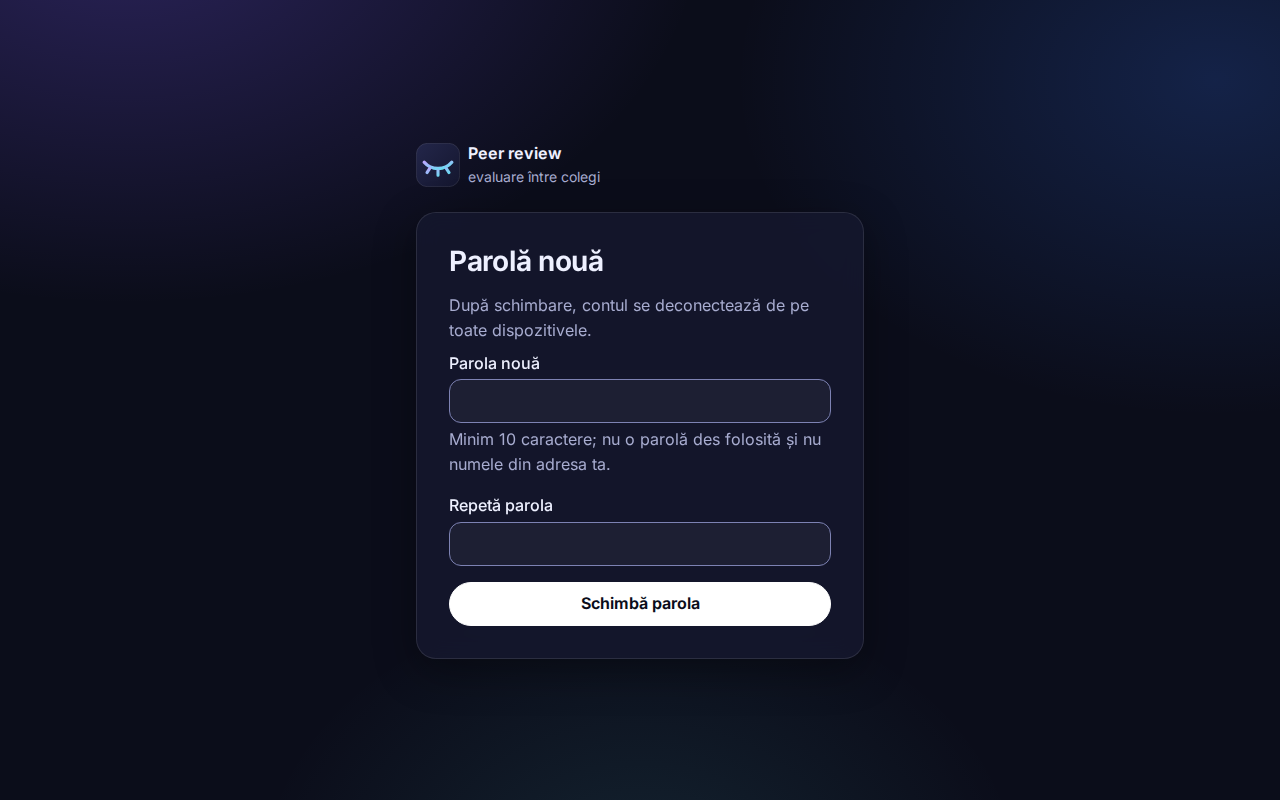 Peer review
evaluare între colegi
Parolă nouă
După schimbare, contul se deconectează de pe
toate dispozitivele.
Parola nouă
Minim 10 caractere; nu o parolă des folosită și nu
numele din adresa ta.
Repetă parola
Schimbă parola